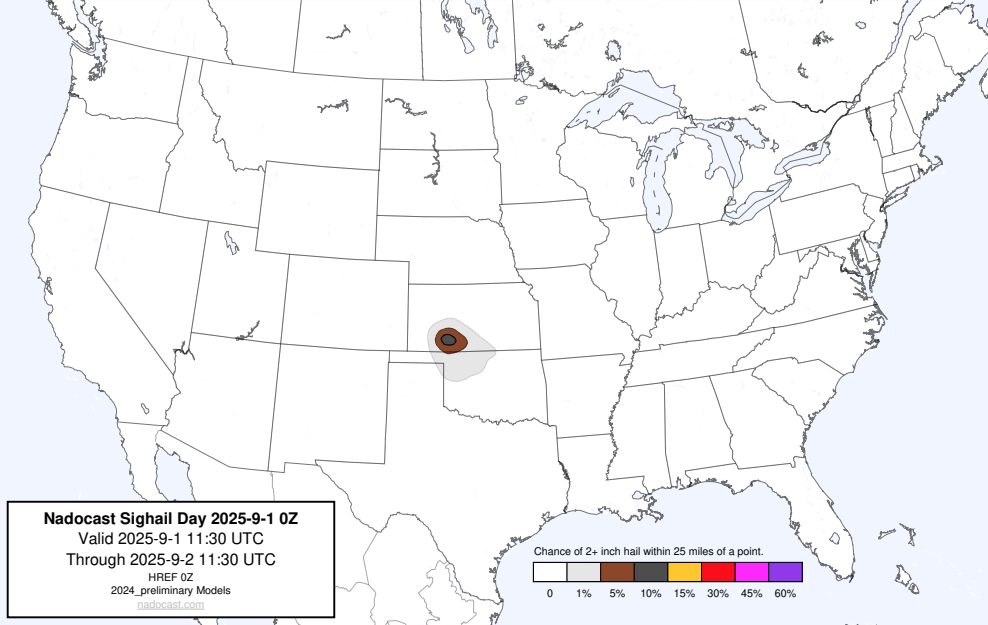 Nadocast Sighail Day 2025-9-1 0Z
Valid 2025-9-1 11:30 UTC
Through 2025-9-2 11:30 UTC
HREF 0Z
2024_preliminary Models
nadocast.com
Chance of 2+ inch hail within 25 miles of a point.
0 1% 5% 10% 15% 30% 45% 60%